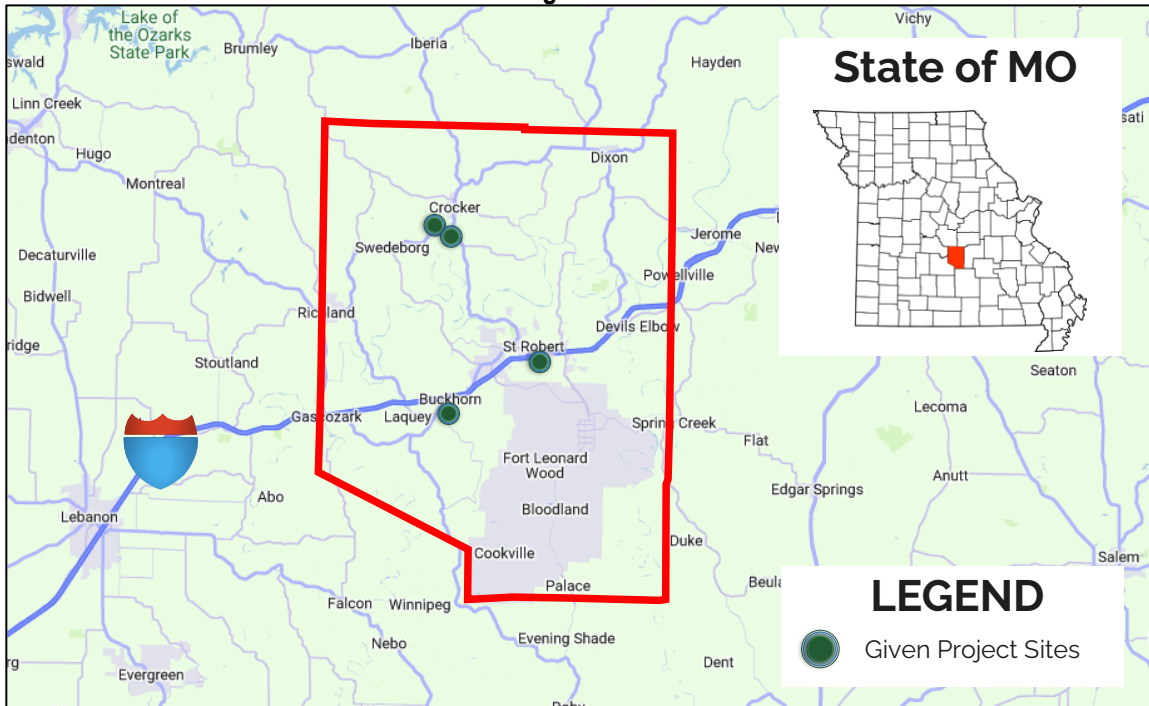 Lake of
the Ozarks
State Park
Brumley
Iberia
Vichy
Hayden
swald
Linn Creek
denton
Hugo
Montreal
Dixon
Crocker
Swedeborg
Decaturville
Bidwell
ridge
Richland
Stoutland
Jerome
New
Powellville
Devils Elbow
St Robert
Buckhorn
Gascozark
Laquey
Spring Creek
Flat
Fort Leonard
Wood
Bloodland
Abo
Lebanon
Cookville
Palace
Duke
Edgar Springs
Lecoma
Anutt
Seaton
Salem
Beula
Falcon
Winnipeg
Nebo
Evening Shade
Dent
Evergreen
rg
sati
State of MO
LEGEND
Given Project Sites